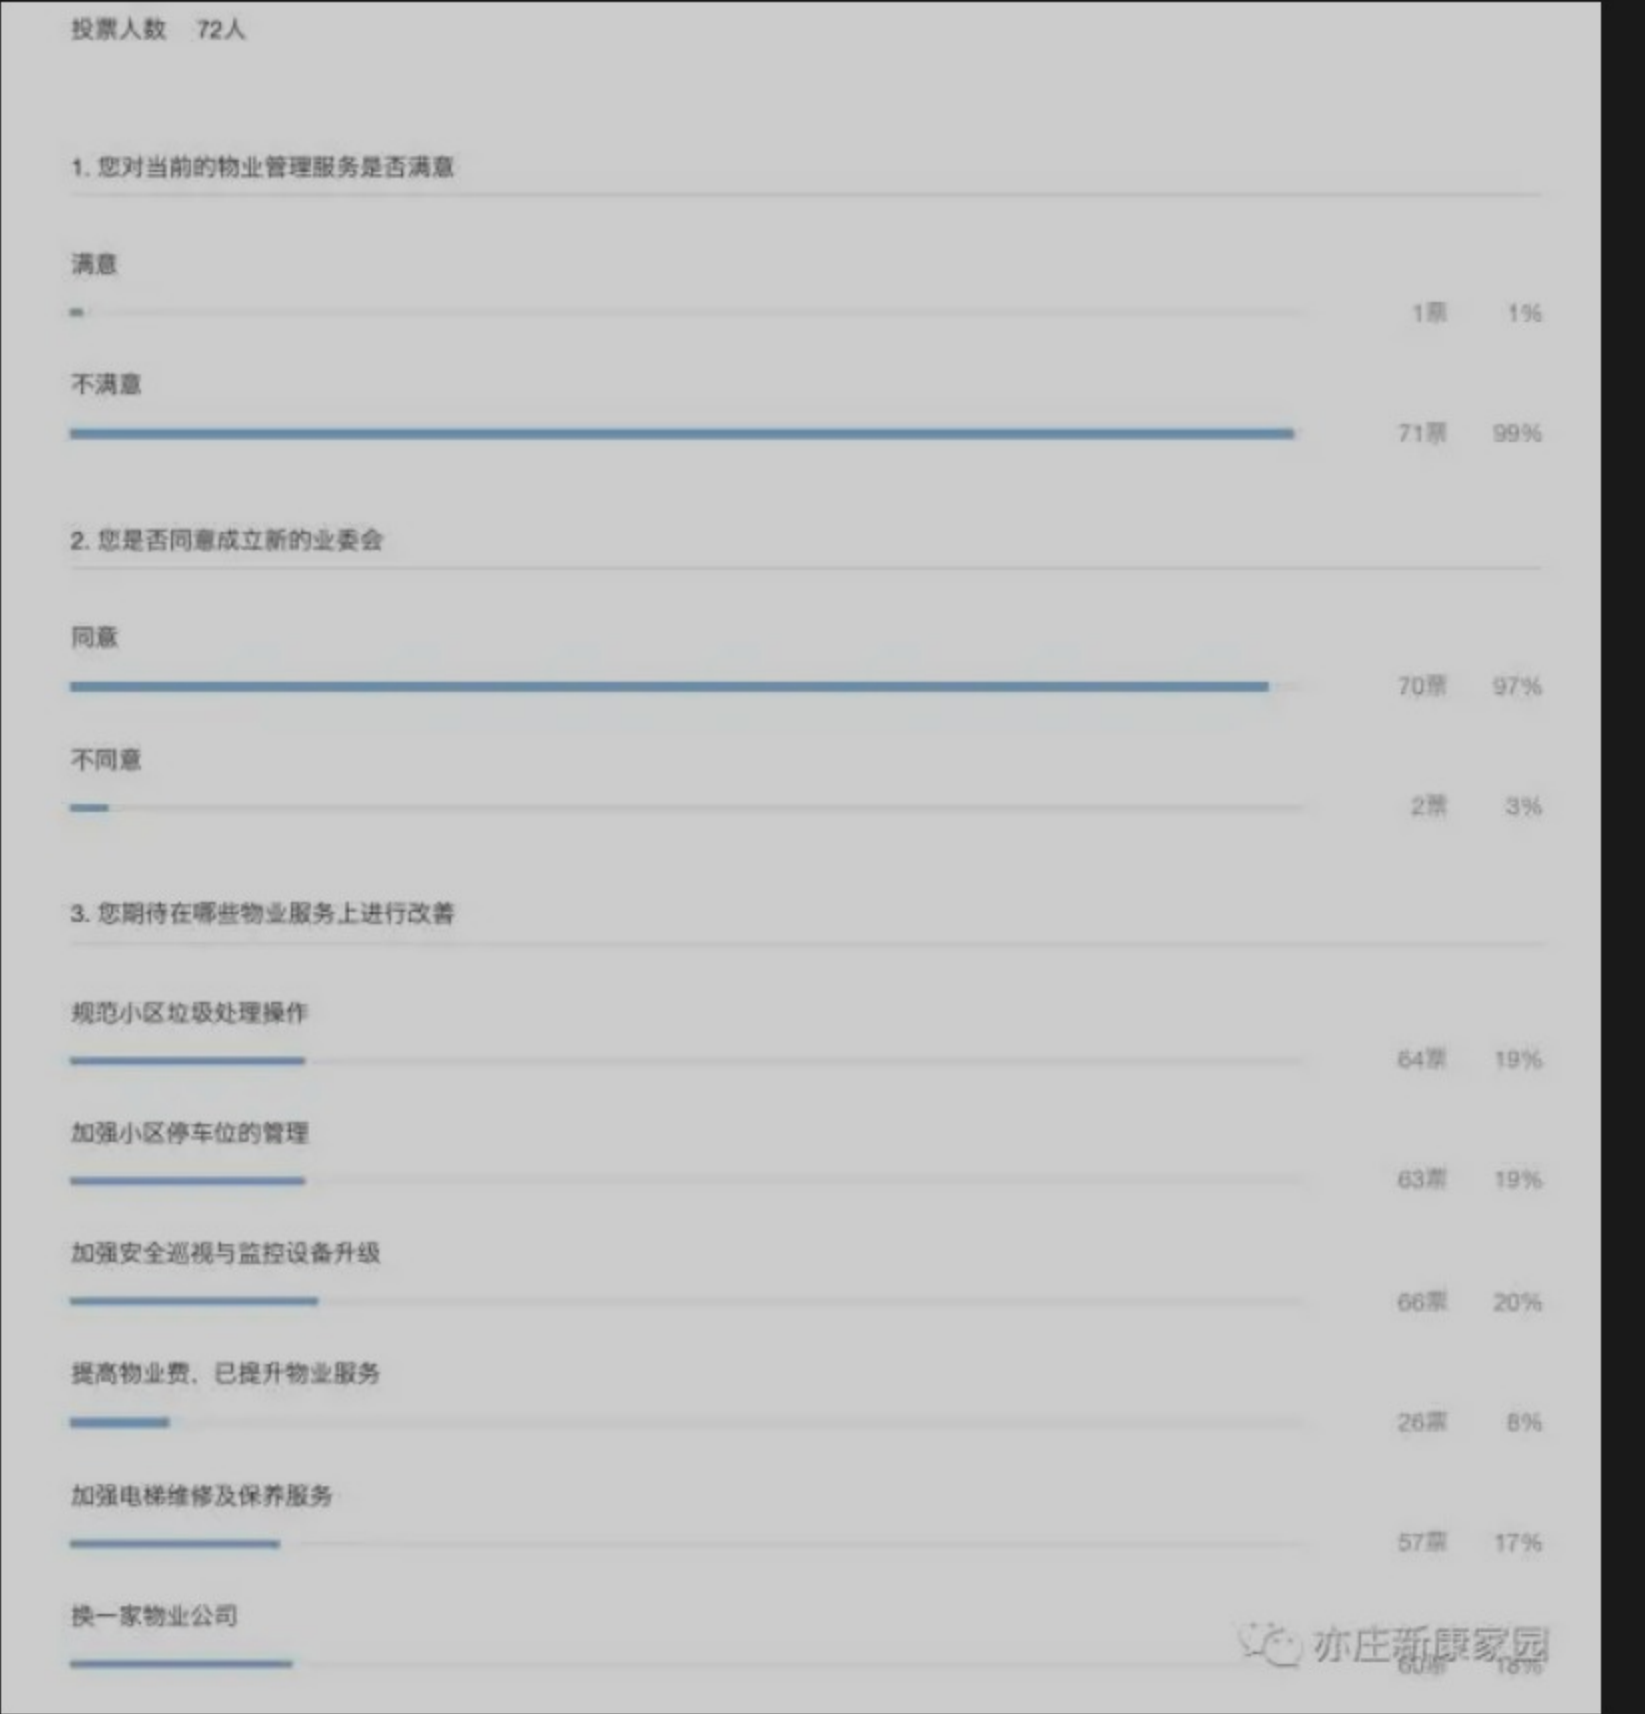 投票人数 72人
1. 您对当前的物业管理服务是否满意
满意
1票 1%
不满意
71票 99%
2. 您是否同意成立新的业委会
同意
70票 97%
不同意
2票 3%
3. 您期待在哪些物业服务上进行改善
规范小区垃圾处理操作
64票 19%
加强小区停车位的管理
63票 19%
加强安全巡视与监控设备升级
66票 20%
提高物业费，已提升物业服务
26票 8%
加强电梯维修及保养服务
57票 17%
换一家物业公司
亦庄新康家园
60票 18%